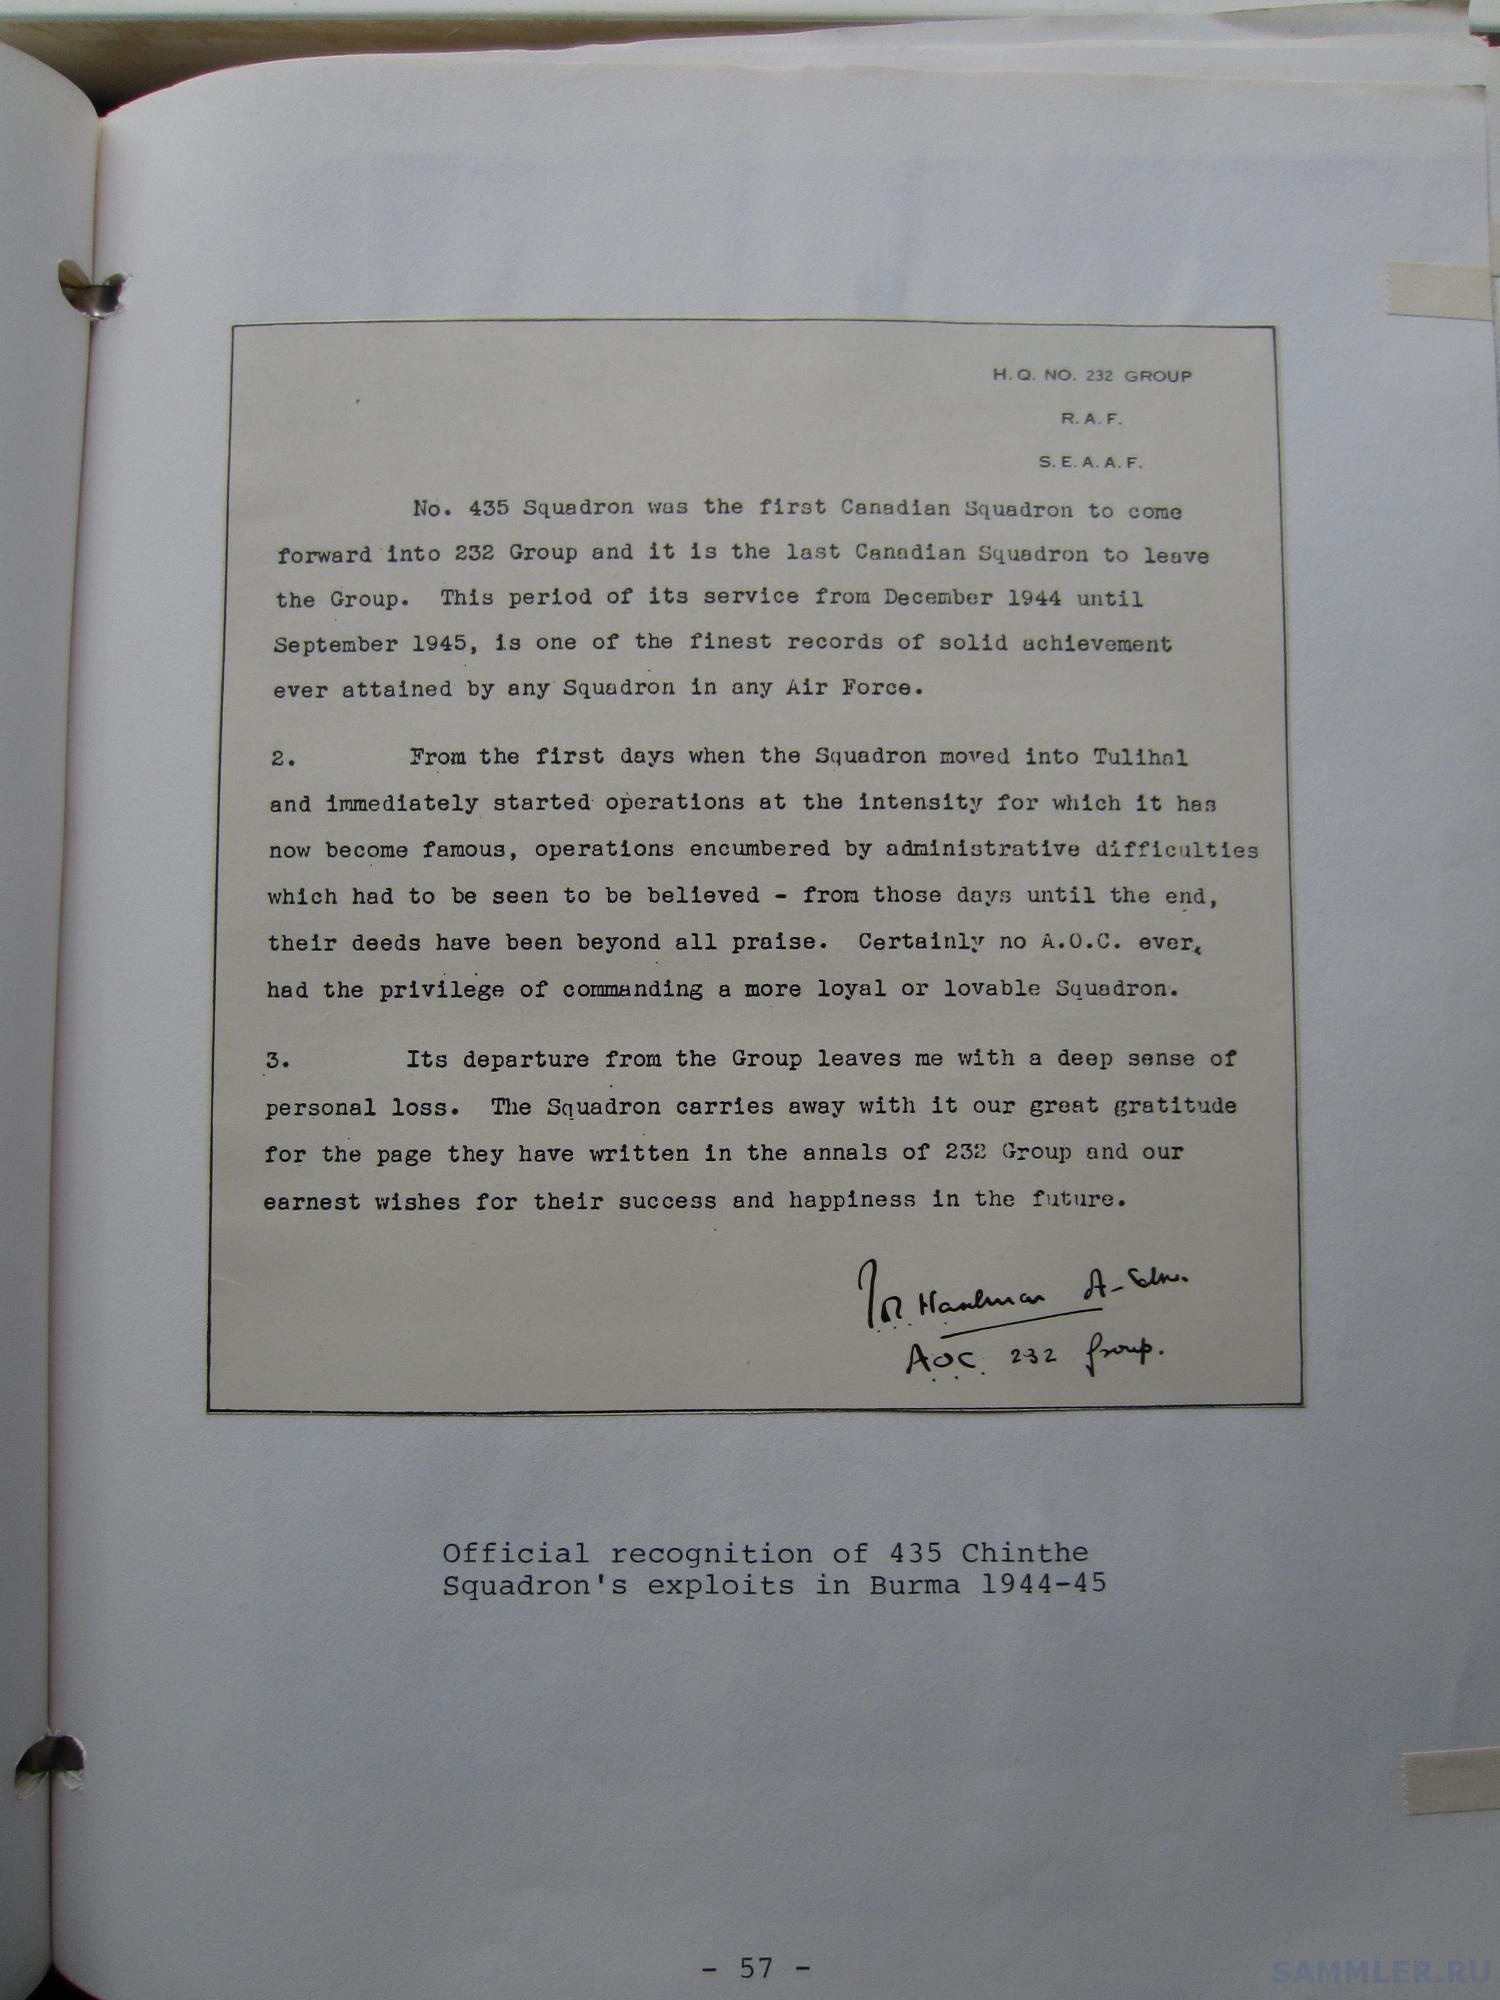 H. Q. NO. 232 GROUP
R. A. F.
S. E. A. A. F.
No. 435 Squadron was the first Canadian Squadron to come
forward into 232 Group and it is the last Canadian Squadron to leave
the Group. This period of its service from December 1944 until
September 1945, is one of the finest records of solid achievement
ever attained by any Squadron in any Air Force.
2. From the first days when the Squadron moved into Tulihal
and immediately started operations at the intensity for which it has
now become famous, operations encumbered by administrative difficulties
which had to be seen to be believed - from those days until the end,
their deeds have been beyond all praise. Certainly no A.O.C. ever,
had the privilege of commanding a more loyal or lovable Squadron.
3. Its departure from the Group leaves me with a deep sense of
personal loss. The Squadron carries away with it our great gratitude
for the page they have written in the annals of 232 Group and our
earnest wishes for their success and happiness in the future.
Hardman
AOC 232 Group.
Official recognition of 435 Chinthe
Squadron's exploits in Burma 1944-45
- 57 -
SAMMLER.RU